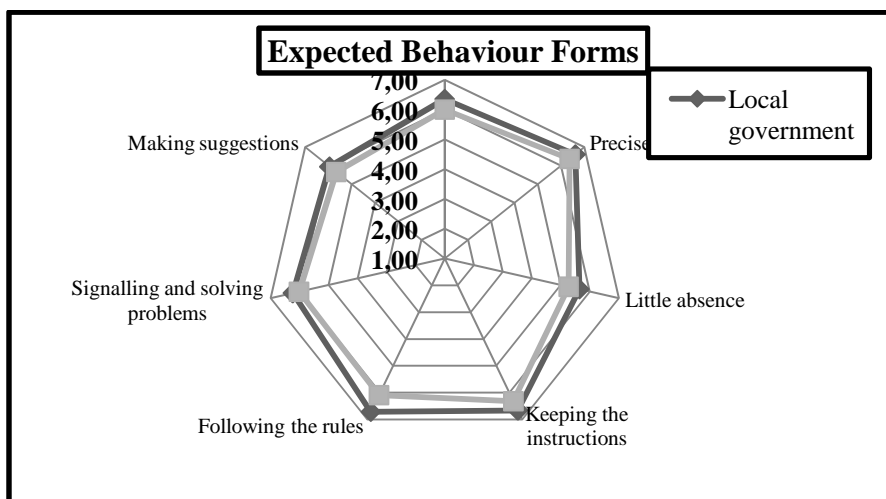 Expected Behaviour Forms
Local
government
7,00
6,00
5,00
4,00
3,00
2,00
1,00
Making suggestions
Precise
Signalling and solving
problems
Little absence
Following the rules
Keeping the
instructions